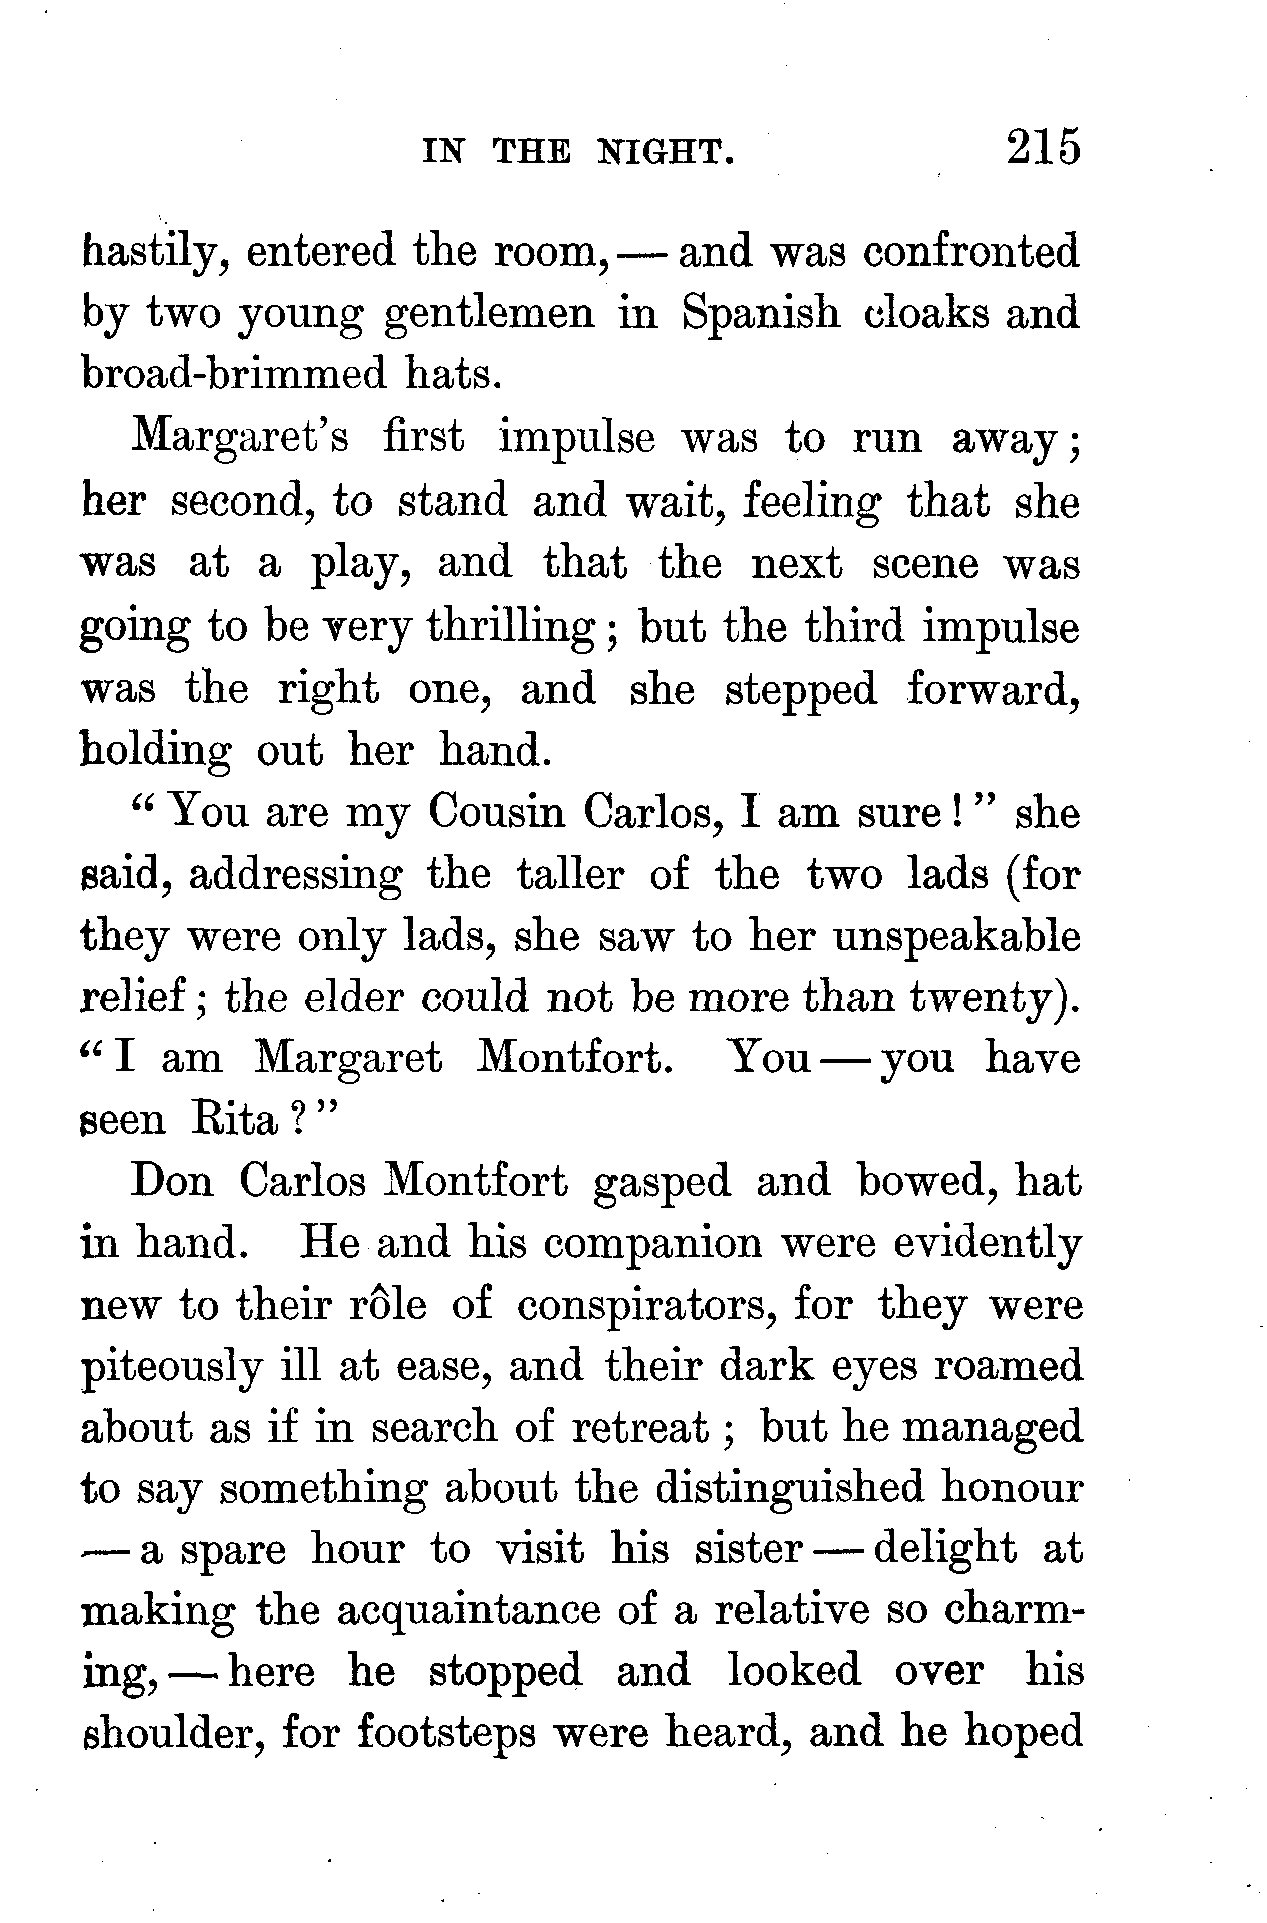 IN THE NIGHT. 215
hastily, entered the room,— and was confronted
by two young gentlemen in Spanish cloaks and
broad-brimmed hats.
Margaret's first impulse was to run away;
her second, to stand and wait, feeling that she
was at a play, and that the next scene was
going to be very thrilling; but the third impulse
was the right one, and she stepped forward,
holding out her hand.
"You are my Cousin Carlos, I am sure!" she
said, addressing the taller of the two lads (for
they were only lads, she saw to her unspeakable
relief; the elder could not be more than twenty).
"I am Margaret Montfort. You — you have
seen Rita?"
Don Carlos Montfort gasped and bowed, hat
in hand. He and his companion were evidently
new to their rôle of conspirators, for they were
piteously ill at ease, and their dark eyes roamed
about as if in search of retreat; but he managed
to say something about the distinguished honour
— a spare hour to visit his sister — delight at
making the acquaintance of a relative so charm-
ing,— here he stopped and looked over his
shoulder, for footsteps were heard, and he hoped